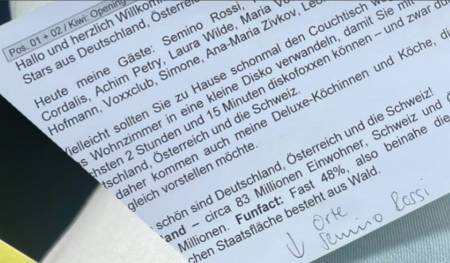 Pos. 01 + 02 / Kiwi: Opening
Hallo und herzlich Willkomm
Stars aus Deutschland, Österrei
Heute meine Gäste: Semino Rossi,
Cordalis, Achim Petry, Laura Wilde, Maria Vo
Hofmann, Voxxclub, Simone, Ana-Maria Zivkov, Leo
Vielleicht sollten Sie zu Hause schonmal den Couchtisch w
s Wohnzimmer in eine kleine Disko verwandeln, damit Sie mit
chsten 2 Stunden und 15 Minuten diskofoxxen können – und zwar du
tschland, Österreich und die Schweiz.
daher kommen auch meine Deluxe-Köchinnen und Köche, di
gleich vorstellen möchte.
schön sind Deutschland, Österreich und die Schweiz!
land – circa 83 Millionen Einwohner, Schweiz und Ö
Millionen. Funfact: Fast 48%, also beinahe die
chen Staatsfläche besteht aus Wald.
↓ Orte
Semino Rossi